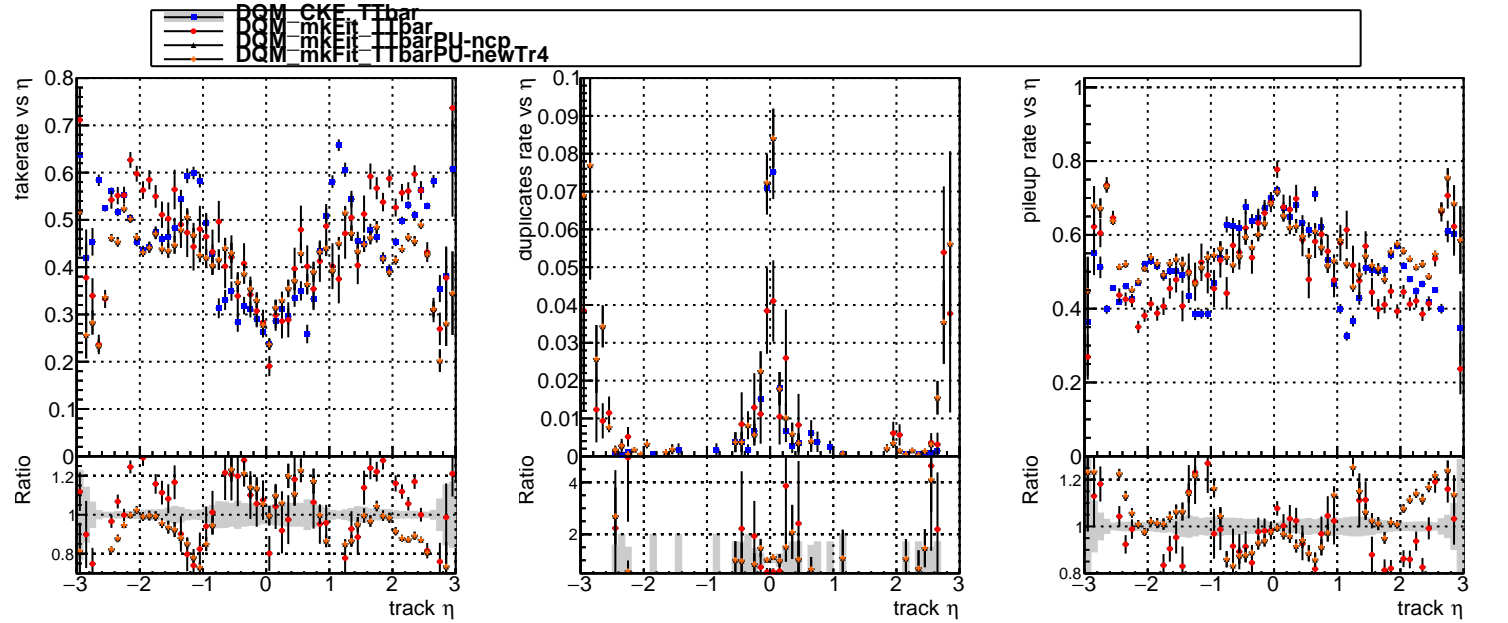 DQM_CKF_TTbar
DQM_mkFit_TTbar
DQM_mkFit_TTbarPU-ncp
DQM_mkFit_TTbarPU-newTr4
fakerate vs η
0.8
0.7
0.6
0.5
0.4
0.3
0.2
0.1
0
Ratio
1.2
1
0.8
−3 −2 −1 0 1 2 3
track η
duplicates rate vs η
0.1
0.09
0.08
0.07
0.06
0.05
0.04
0.03
0.02
0.01
0
Ratio
4
2
−3 −2 −1 0 1 2 3
track η
pileup rate vs η
1
0.8
0.6
0.4
0.2
0
Ratio
1.2
1
0.8
−3 −2 −1 0 1 2 3
track η